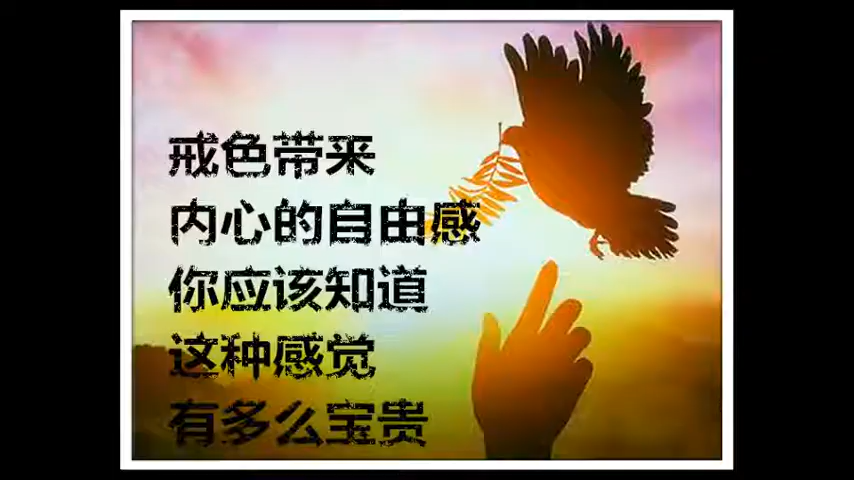 戒色带来
内心的自由感
你应该知道
这种感觉
有多么宝贵